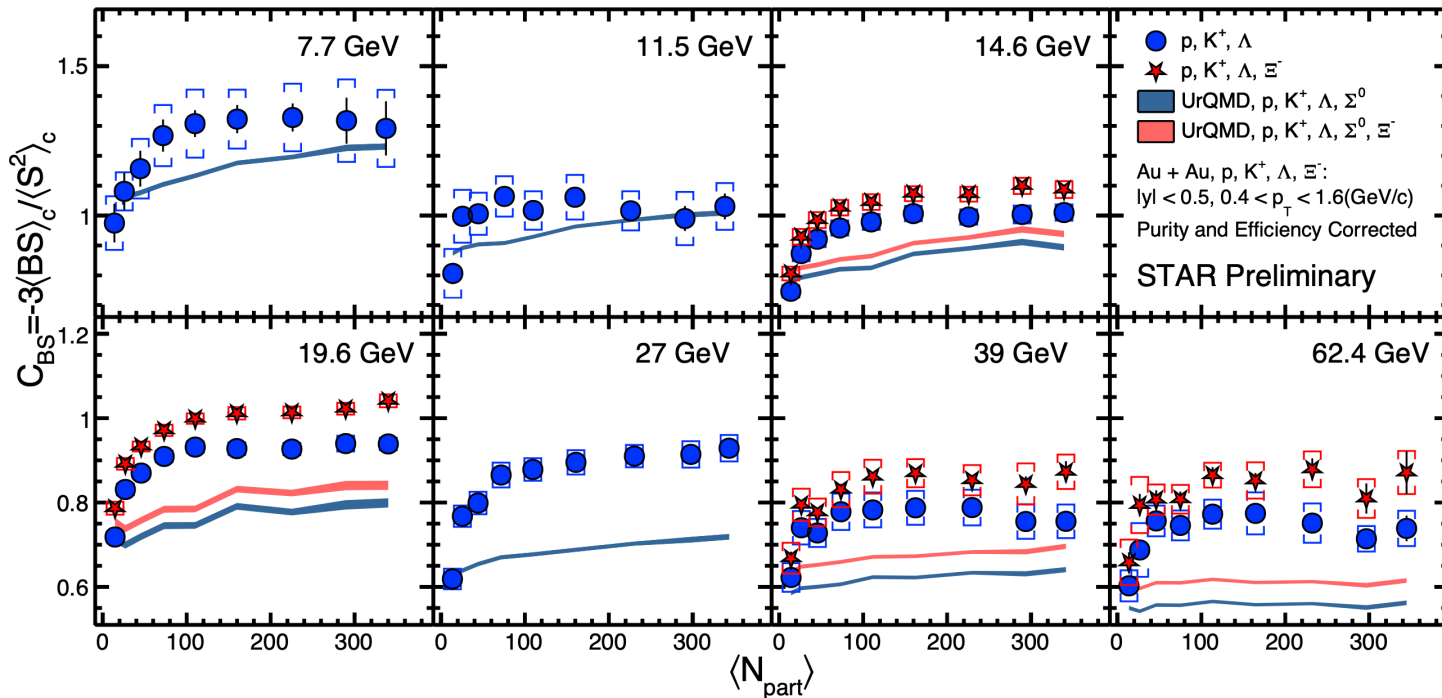 C_BS=-3⟨BS⟩_c/⟨S²⟩_c
7.7 GeV
11.5 GeV
14.6 GeV
p, K⁺, Λ
p, K⁺, Λ, Ξ⁻
UrQMD, p, K⁺, Λ, Σ⁰
UrQMD, p, K⁺, Λ, Σ⁰, Ξ⁻
Au + Au, p, K⁺, Λ, Ξ⁻:
|y| < 0.5, 0.4 < p_T < 1.6(GeV/c)
Purity and Efficiency Corrected
STAR Preliminary
1.5
1
19.6 GeV
27 GeV
39 GeV
62.4 GeV
1.2
1
0.8
0.6
0 100 200 300
0 100 200 300
0 100 200 300
0 100 200 300
⟨N_part⟩